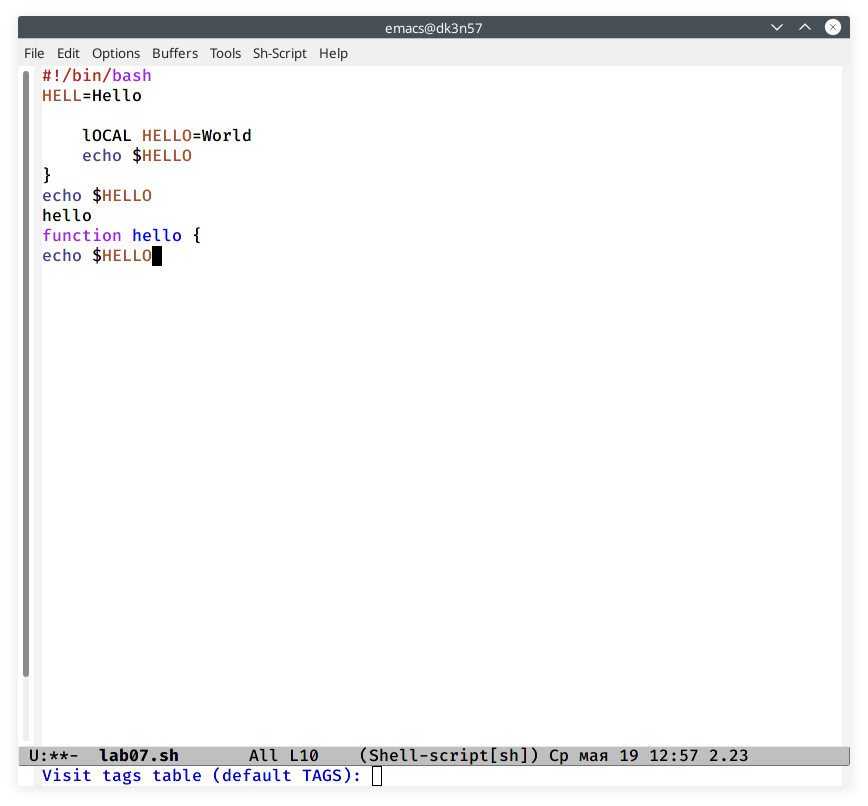 emacs@dk3n57
File Edit Options Buffers Tools Sh-Script Help
#!/bin/bash
HELL=Hello
    lOCAL HELLO=World
    echo $HELLO
}
echo $HELLO
hello
function hello {
echo $HELLO
U:**-  lab07.sh       All L10    (Shell-script[sh]) Ср мая 19 12:57 2.23
Visit tags table (default TAGS):